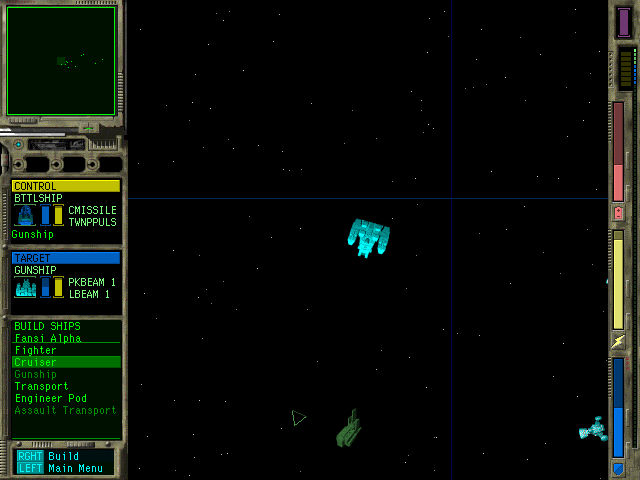 CONTROL
BTTLSHIP
CMISSILE
TWNPPULS
Gunship
TARGET
GUNSHIP
PKBEAM 1
LBEAM 1
BUILD SHIPS
Fansi Alpha
Fighter
Cruiser
Gunship
Transport
Engineer Pod
Assault Transport
RGHT Build
LEFT Main Menu